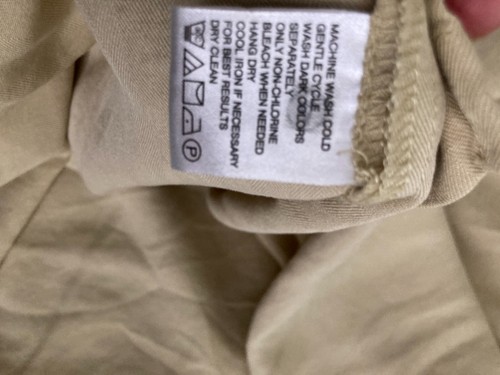 MACHINE WASH COLD
GENTLE CYCLE
WASH DARK COLORS
SEPARATELY
ONLY NON-CHLORINE
BLEACH WHEN NEEDED
HANG DRY
COOL IRON IF NECESSARY
FOR BEST RESULTS
DRY CLEAN
P